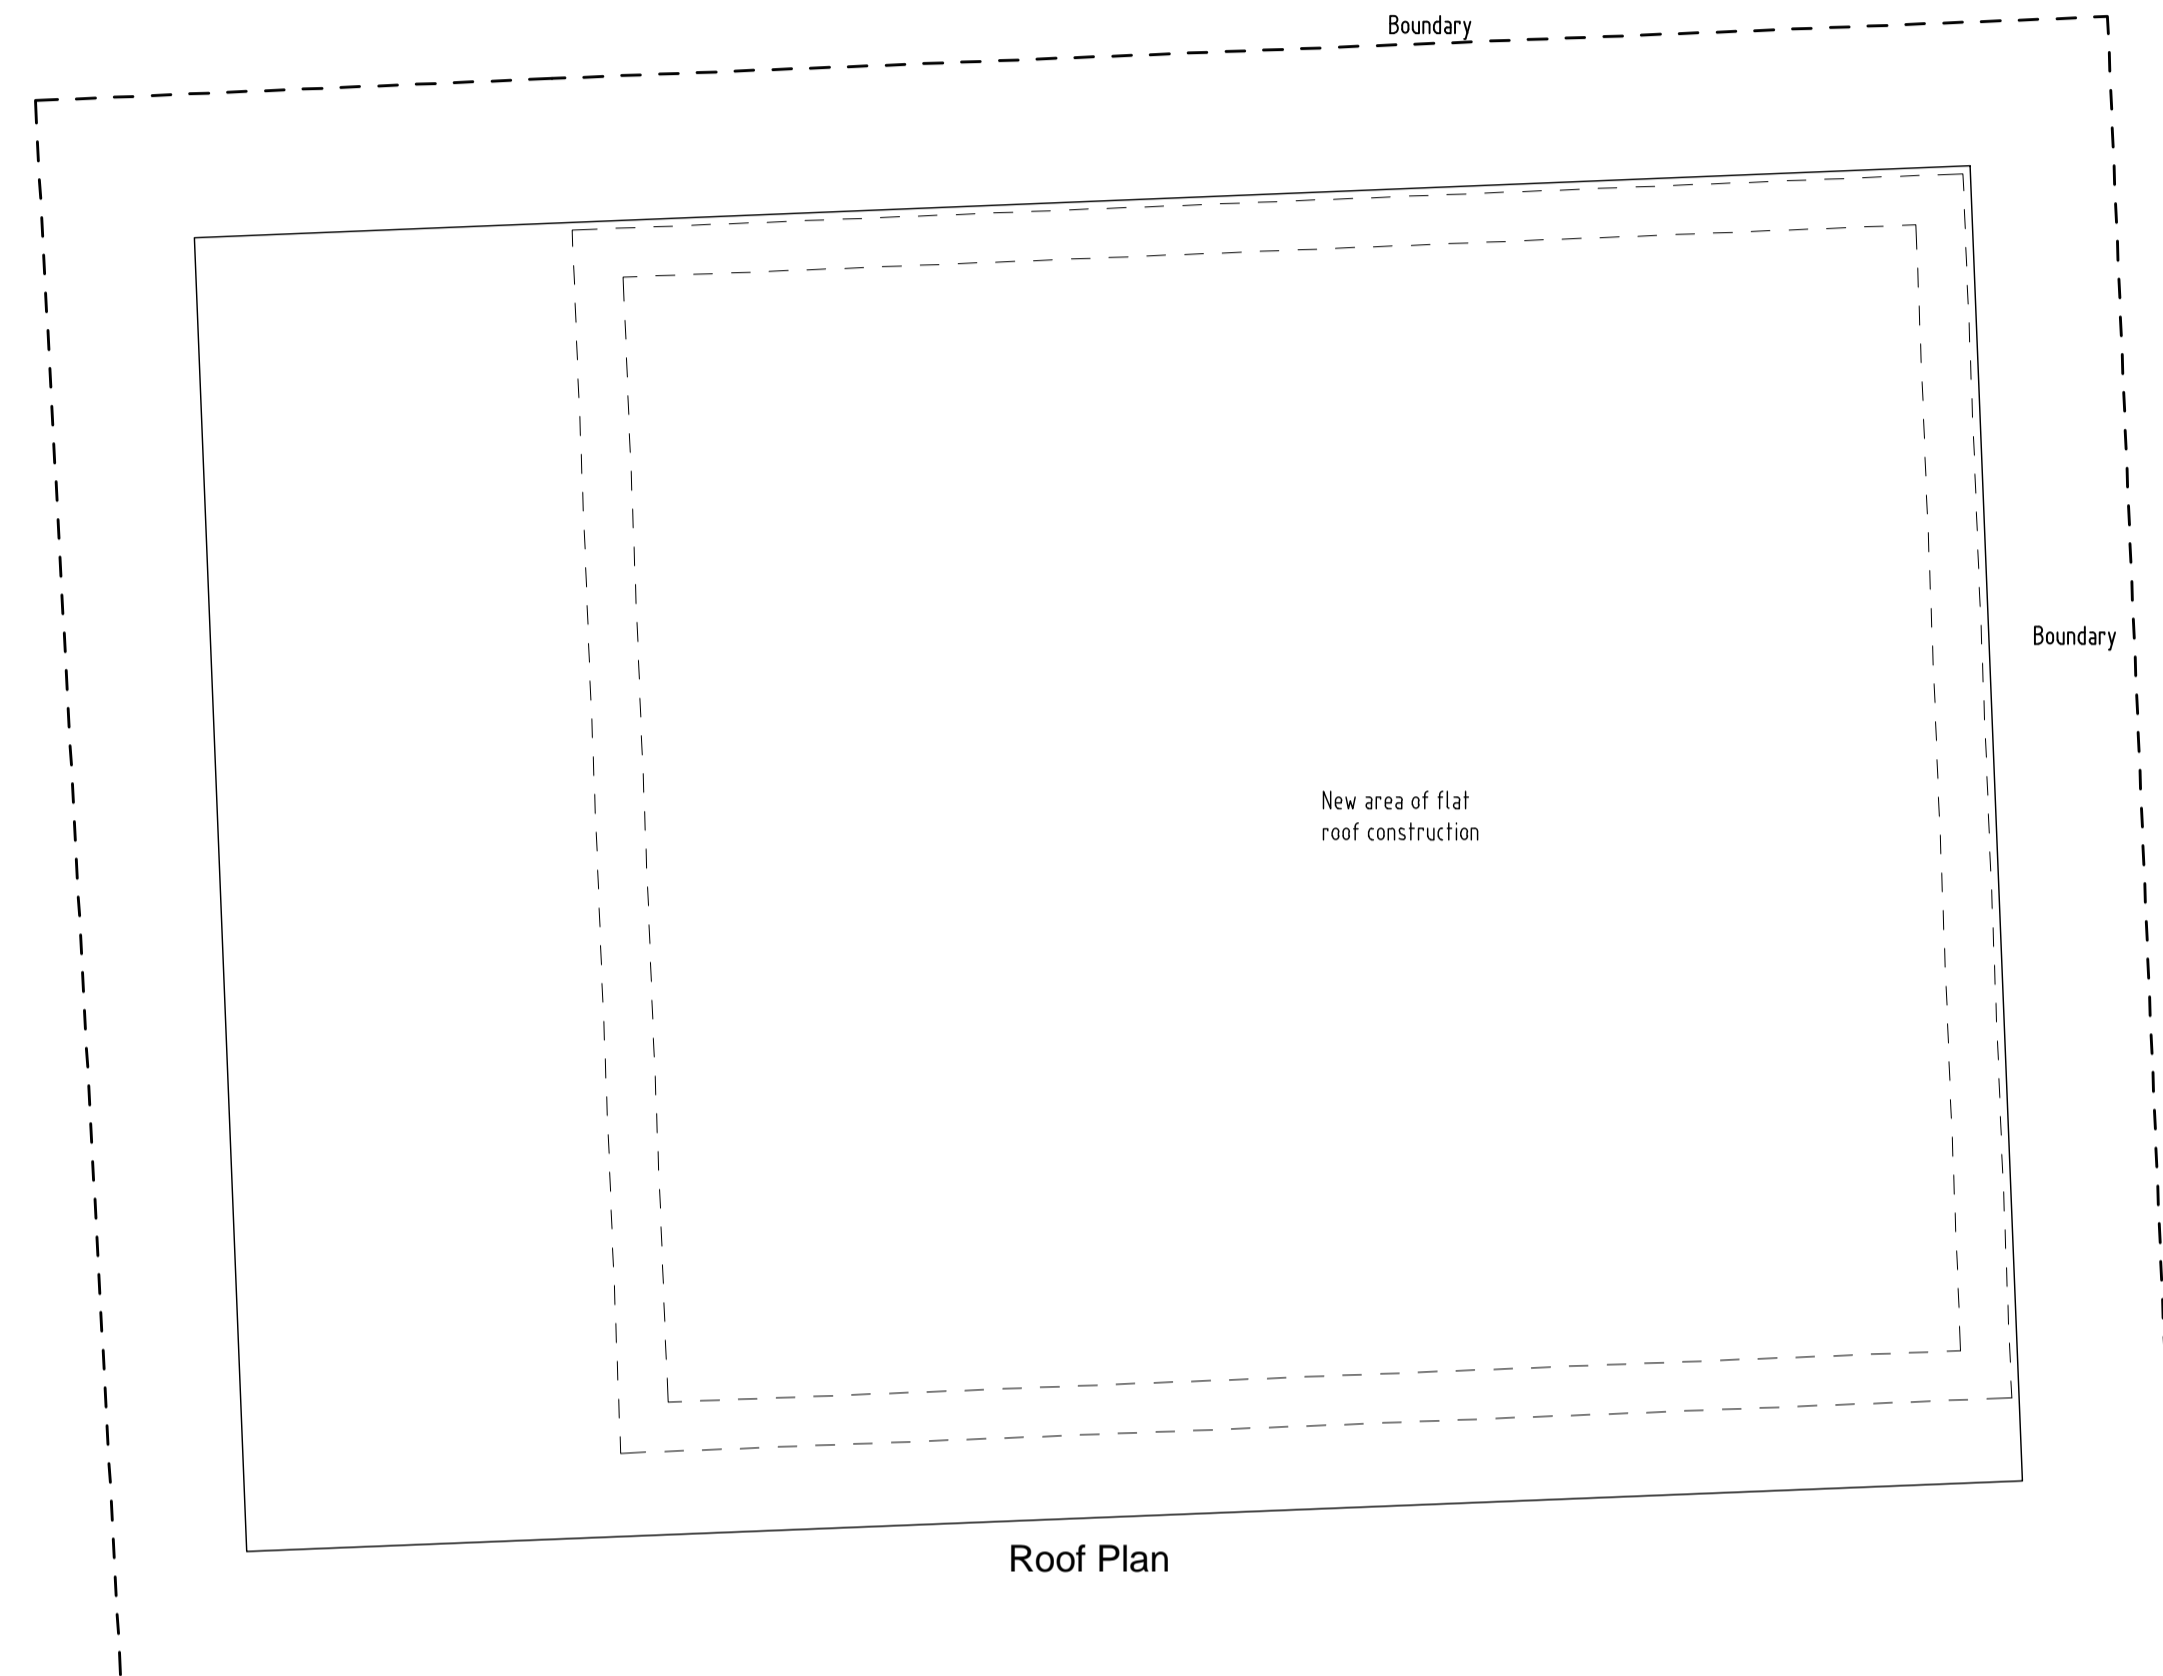 Boundary
Boundary
New area of flat
roof construction
Roof Plan